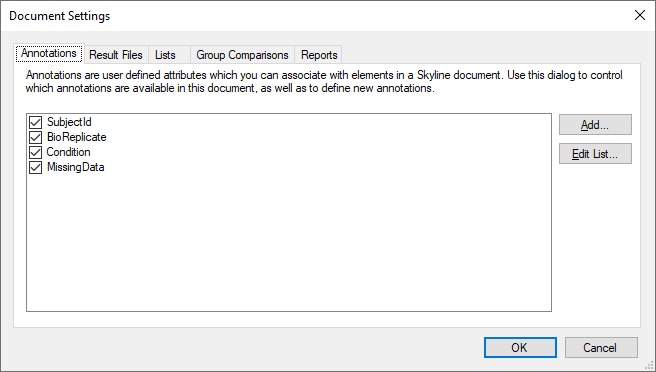 Document Settings
Annotations Result Files Lists Group Comparisons Reports
Annotations are user defined attributes which you can associate with elements in a Skyline document. Use this dialog to control
which annotations are available in this document, as well as to define new annotations.
SubjectId
BioReplicate
Condition
MissingData
Add...
Edit List...
OK Cancel